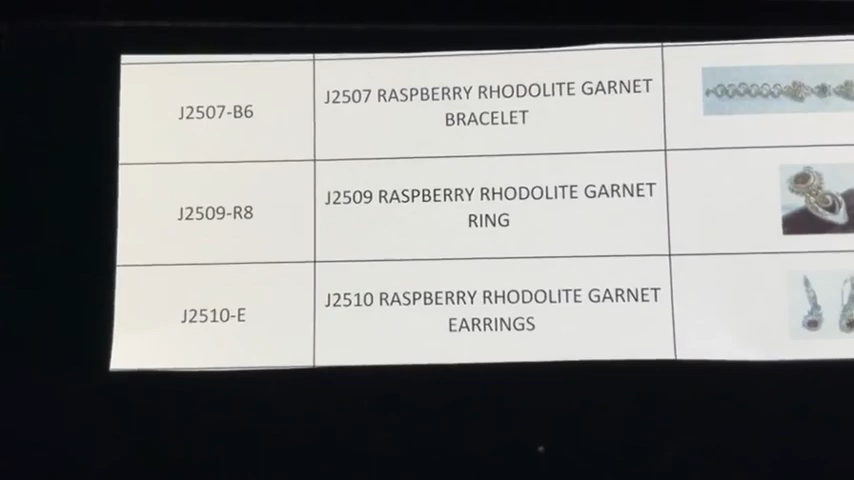 J2507-B6
J2507 RASPBERRY RHODOLITE GARNET
BRACELET
J2509-R8
J2509 RASPBERRY RHODOLITE GARNET
RING
J2510-E
J2510 RASPBERRY RHODOLITE GARNET
EARRINGS